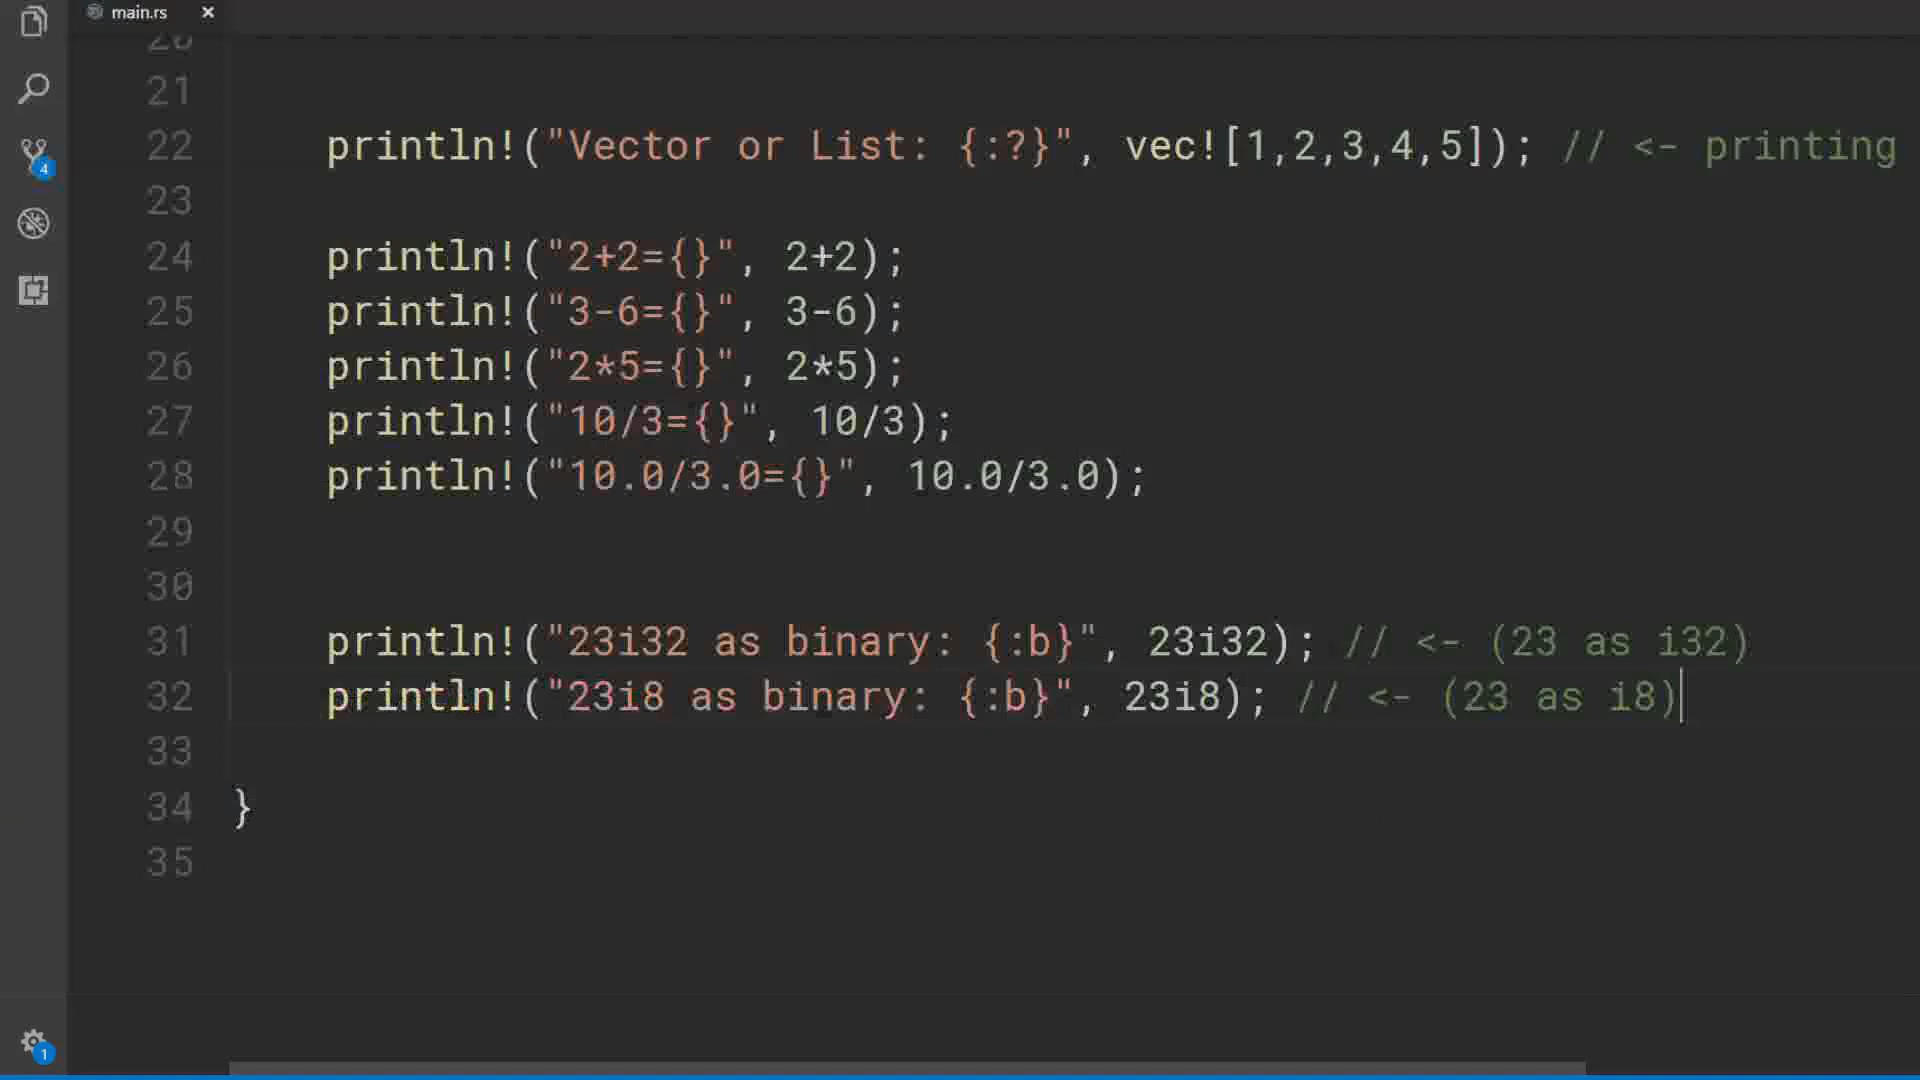 main.rs
20
21
22 println!("Vector or List: {:?}", vec![1,2,3,4,5]); // <- printing
23
24 println!("2+2={}", 2+2);
25 println!("3-6={}", 3-6);
26 println!("2*5={}", 2*5);
27 println!("10/3={}", 10/3);
28 println!("10.0/3.0={}", 10.0/3.0);
29
30
31 println!("23i32 as binary: {:b}", 23i32); // <- (23 as i32)
32 println!("23i8 as binary: {:b}", 23i8); // <- (23 as i8)
33
34 }
35
4
1